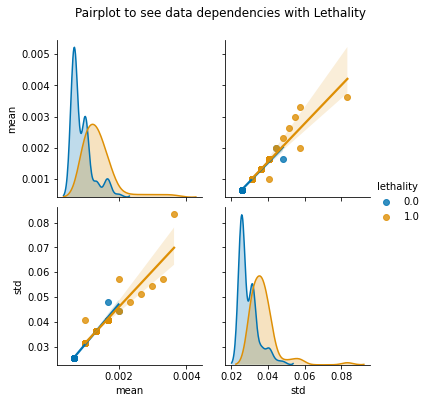 Pairplot to see data dependencies with Lethality
0.005
0.004
0.003
0.002
0.001
mean
lethality
0.0
1.0
0.08
0.07
0.06
0.05
0.04
0.03
std
0.002 0.004
mean
0.02 0.04 0.06 0.08
std